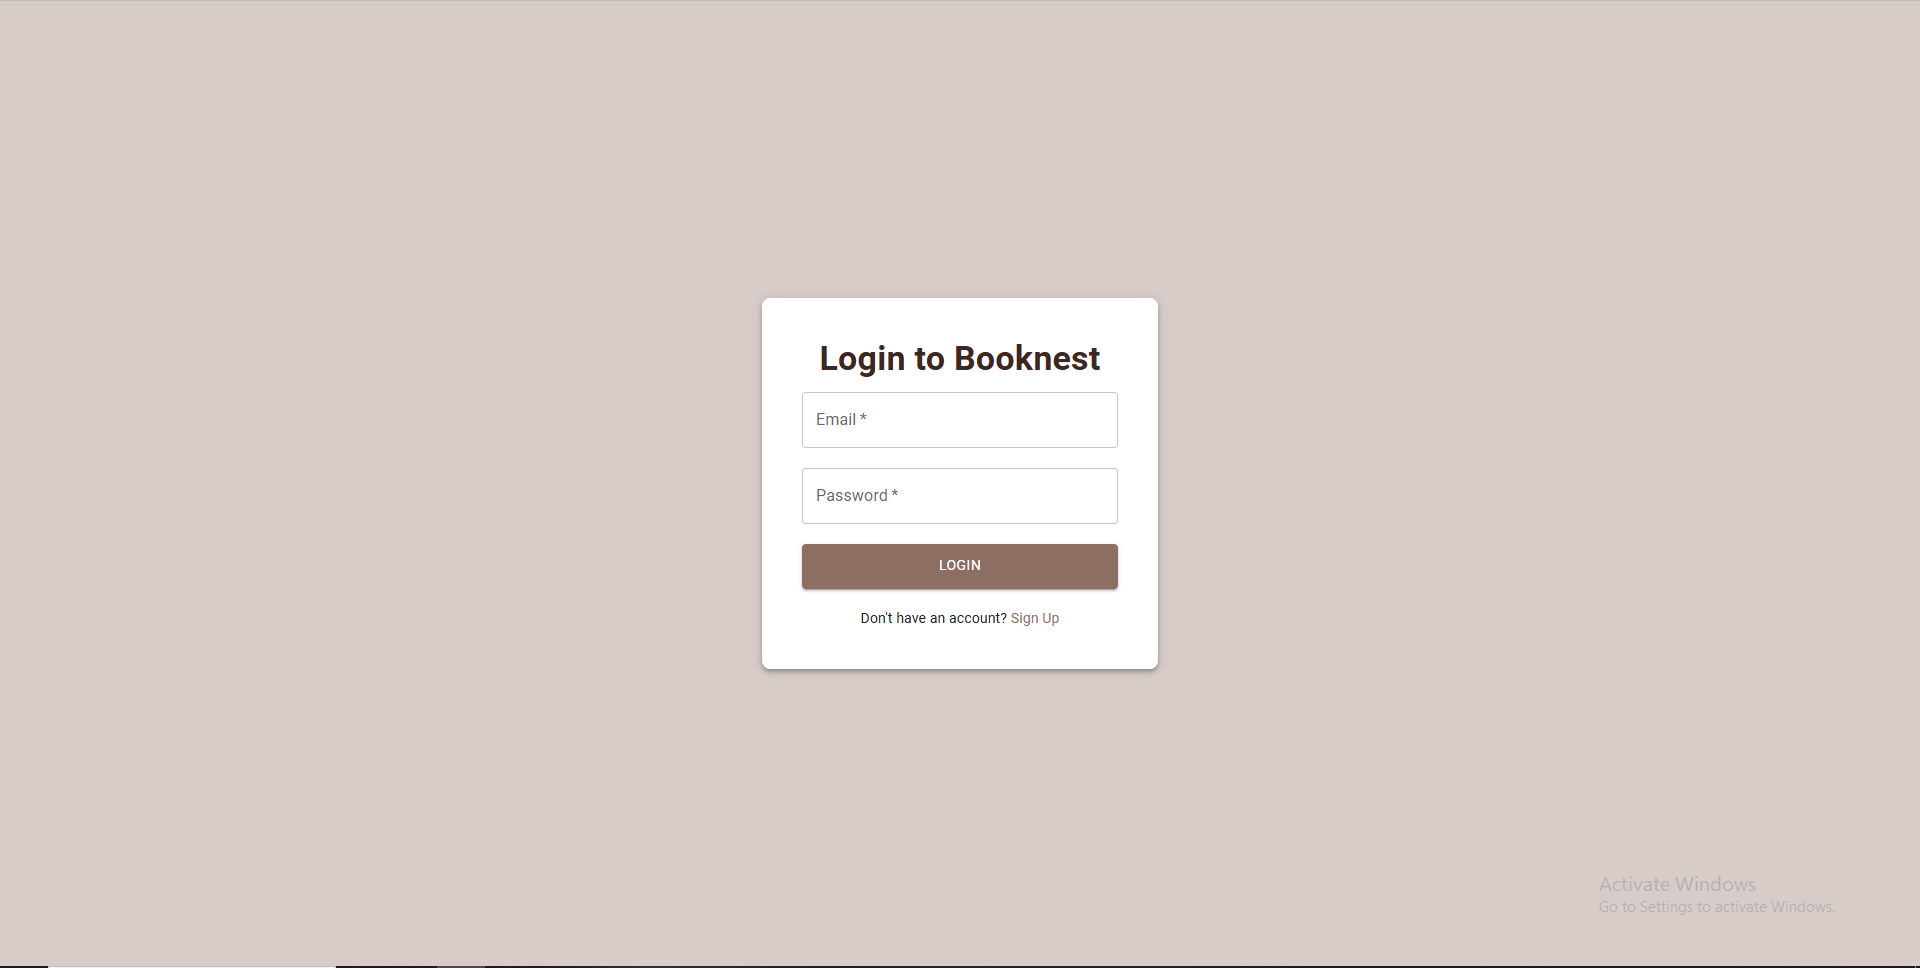 Login to Booknest
Email *
Password *
LOGIN
Don't have an account? Sign Up
Activate Windows
Go to Settings to activate Windows.